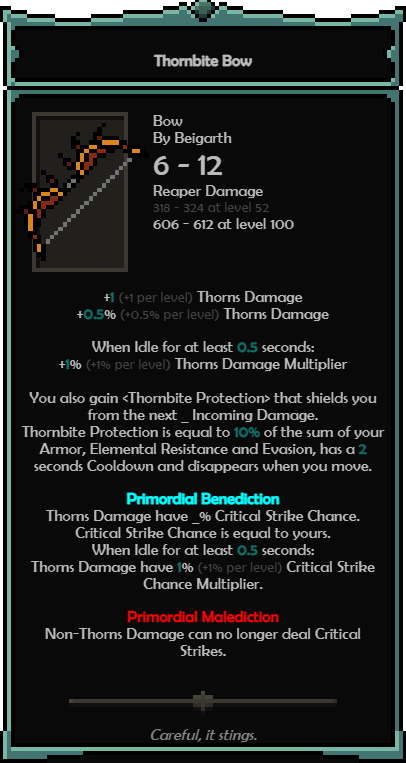 Thornbite Bow
Bow
By Beigarth
6 - 12
Reaper Damage
318 - 324 at level 52
606 - 612 at level 100
+1 (+1 per level) Thorns Damage
+0.5% (+0.5% per level) Thorns Damage
When Idle for at least 0.5 seconds:
+1% (+1% per level) Thorns Damage Multiplier
You also gain <Thornbite Protection> that shields you
from the next _ Incoming Damage.
Thornbite Protection is equal to 10% of the sum of your
Armor, Elemental Resistance and Evasion, has a 2
seconds Cooldown and disappears when you move.
Primordial Benediction
Thorns Damage have _% Critical Strike Chance.
Critical Strike Chance is equal to yours.
When Idle for at least 0.5 seconds:
Thorns Damage have 1% (+1% per level) Critical Strike
Chance Multiplier.
Primordial Malediction
Non-Thorns Damage can no longer deal Critical
Strikes.
Careful, it stings.